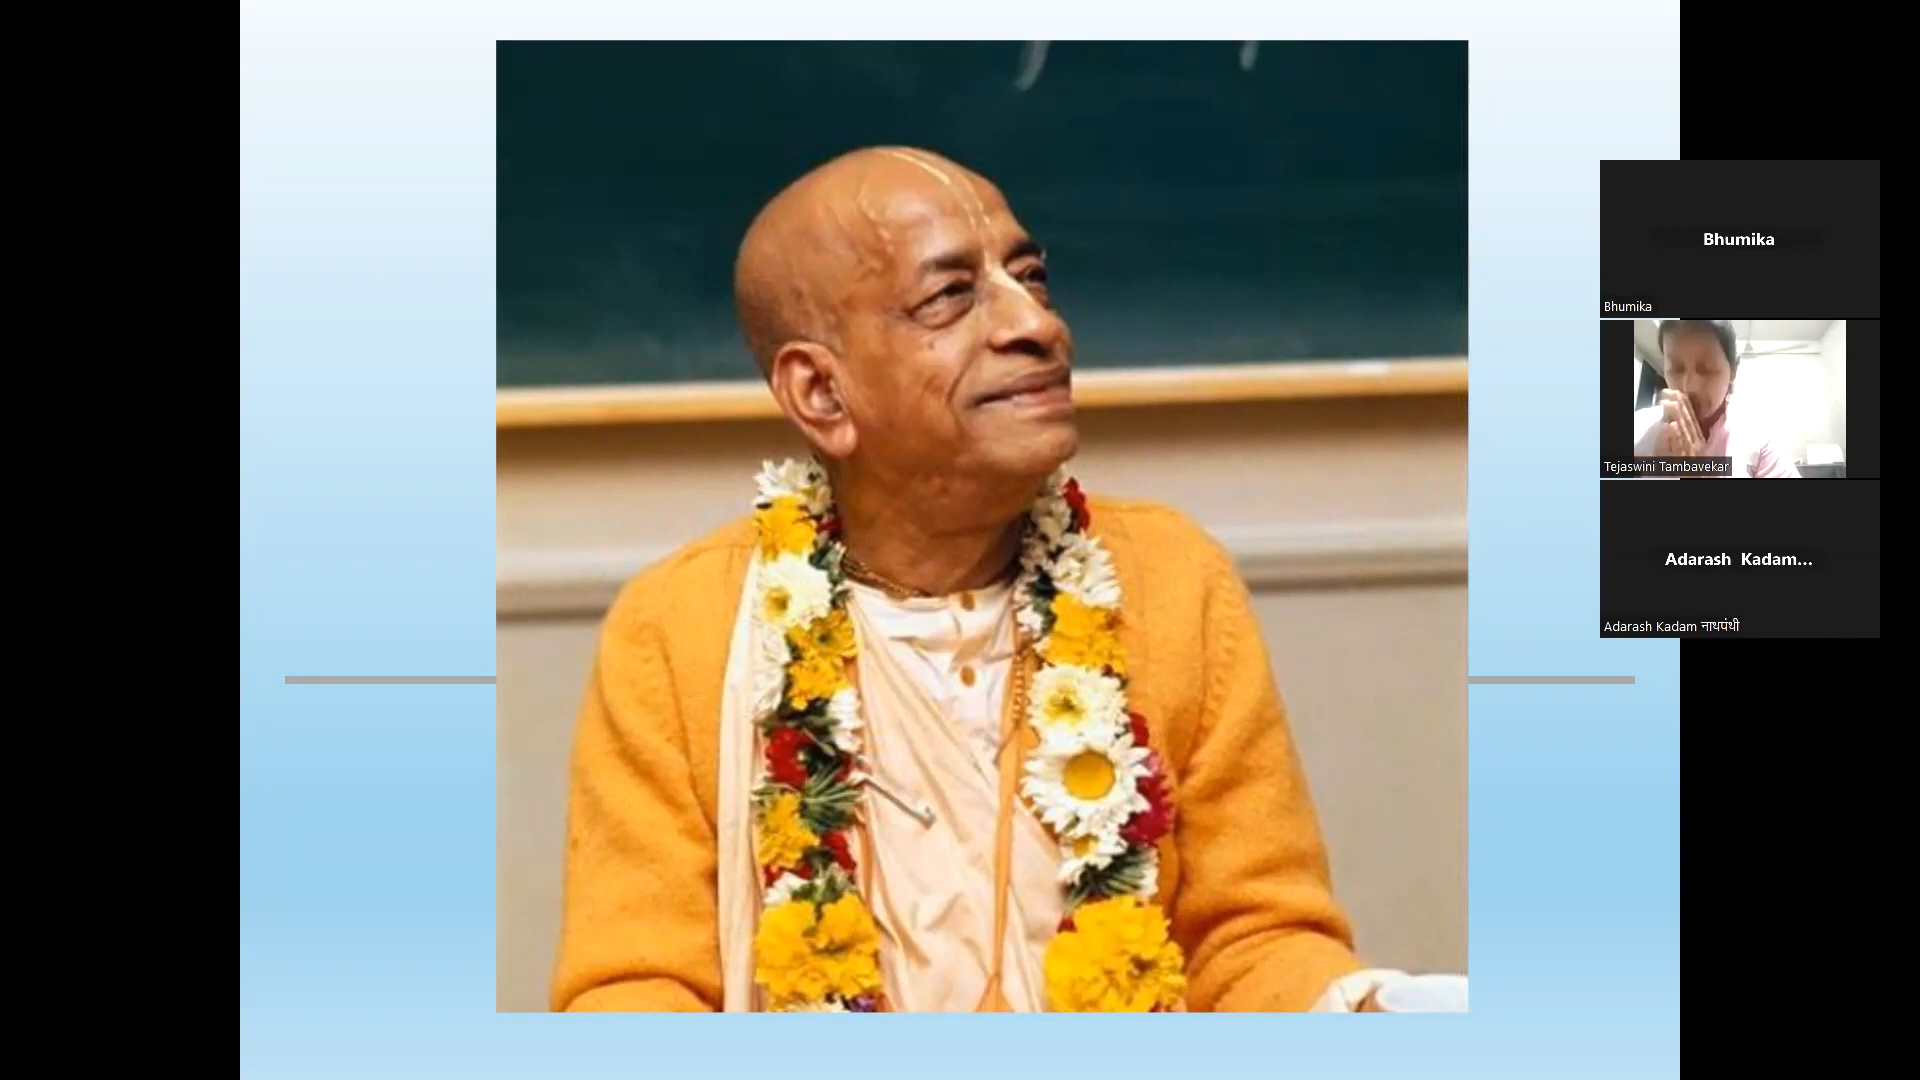 Bhumika
Bhumika
Tejaswini Tambavekar
Adarash Kadam...
Adarash Kadam नाथपंथी